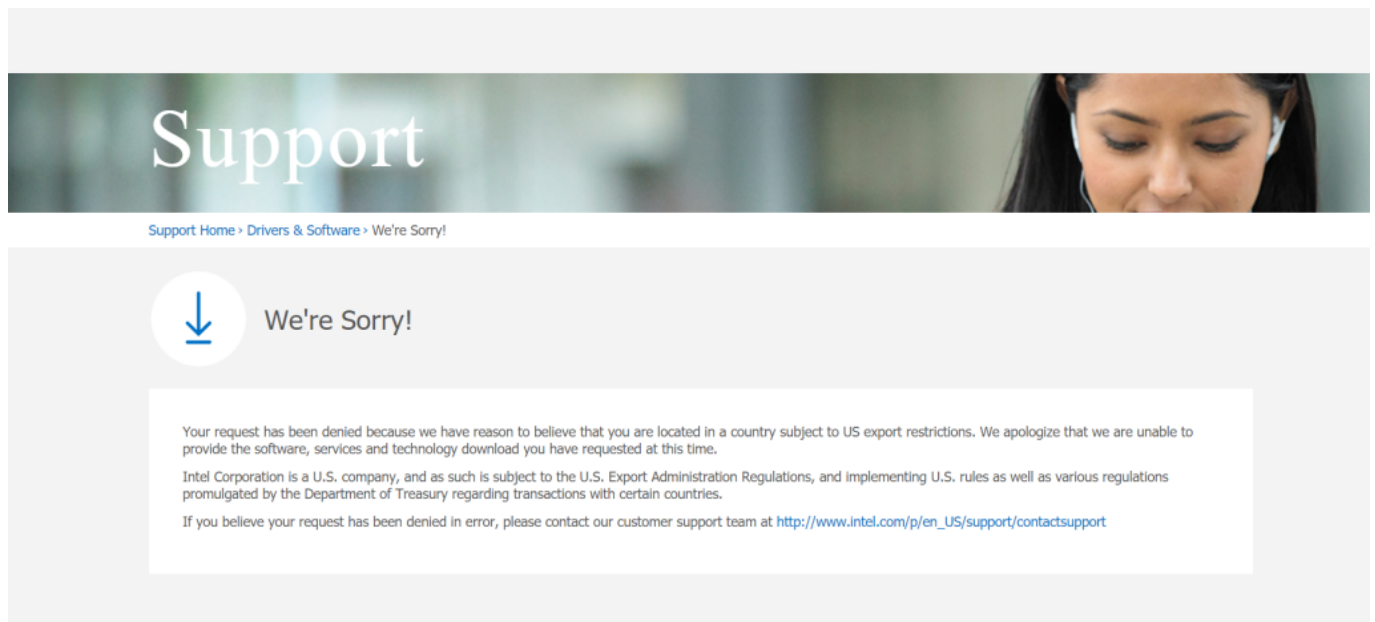 Support
Support Home › Drivers & Software › We're Sorry!
We're Sorry!
Your request has been denied because we have reason to believe that you are located in a country subject to US export restrictions. We apologize that we are unable to
provide the software, services and technology download you have requested at this time.
Intel Corporation is a U.S. company, and as such is subject to the U.S. Export Administration Regulations, and implementing U.S. rules as well as various regulations
promulgated by the Department of Treasury regarding transactions with certain countries.
If you believe your request has been denied in error, please contact our customer support team at http://www.intel.com/p/en_US/support/contactsupport